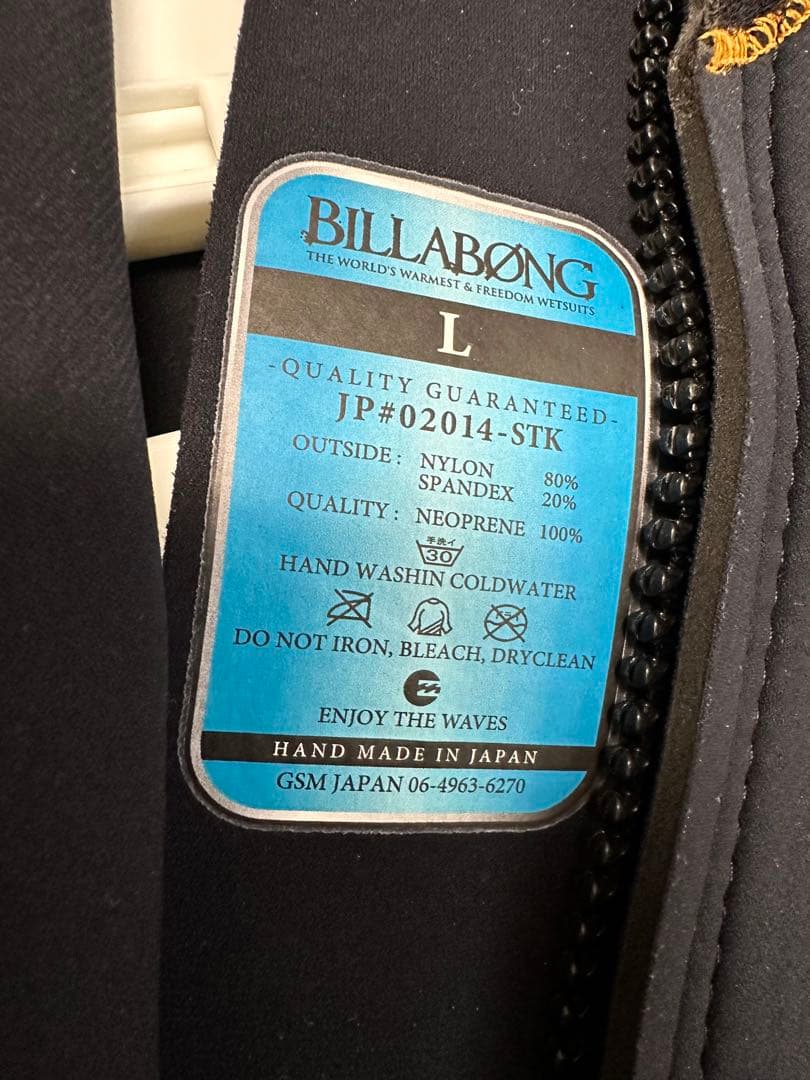 BILLABONG
THE WORLD'S WARMEST & FREEDOM WETSUITS
L
-QUALITY GUARANTEED-
JP#02014-STK
OUTSIDE : NYLON 80%
SPANDEX 20%
QUALITY : NEOPRENE 100%
手洗イ
30
HAND WASHIN COLDWATER
DO NOT IRON, BLEACH, DRYCLEAN
ENJOY THE WAVES
HAND MADE IN JAPAN
GSM JAPAN 06-4963-6270